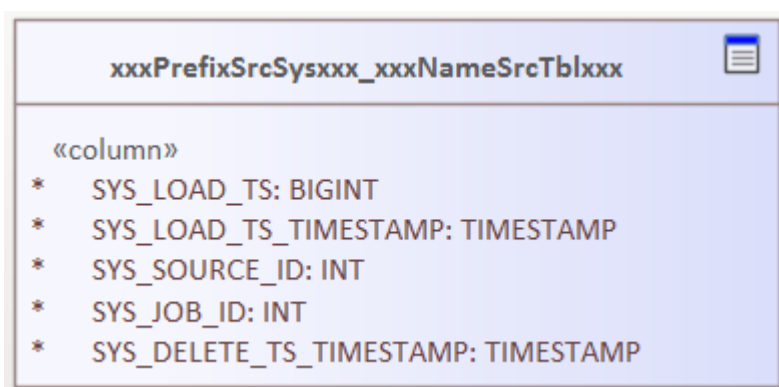 xxxPrefixSrcSysxxx_xxxNameSrcTblxxx
«column»
* SYS_LOAD_TS: BIGINT
* SYS_LOAD_TS_TIMESTAMP: TIMESTAMP
* SYS_SOURCE_ID: INT
* SYS_JOB_ID: INT
* SYS_DELETE_TS_TIMESTAMP: TIMESTAMP